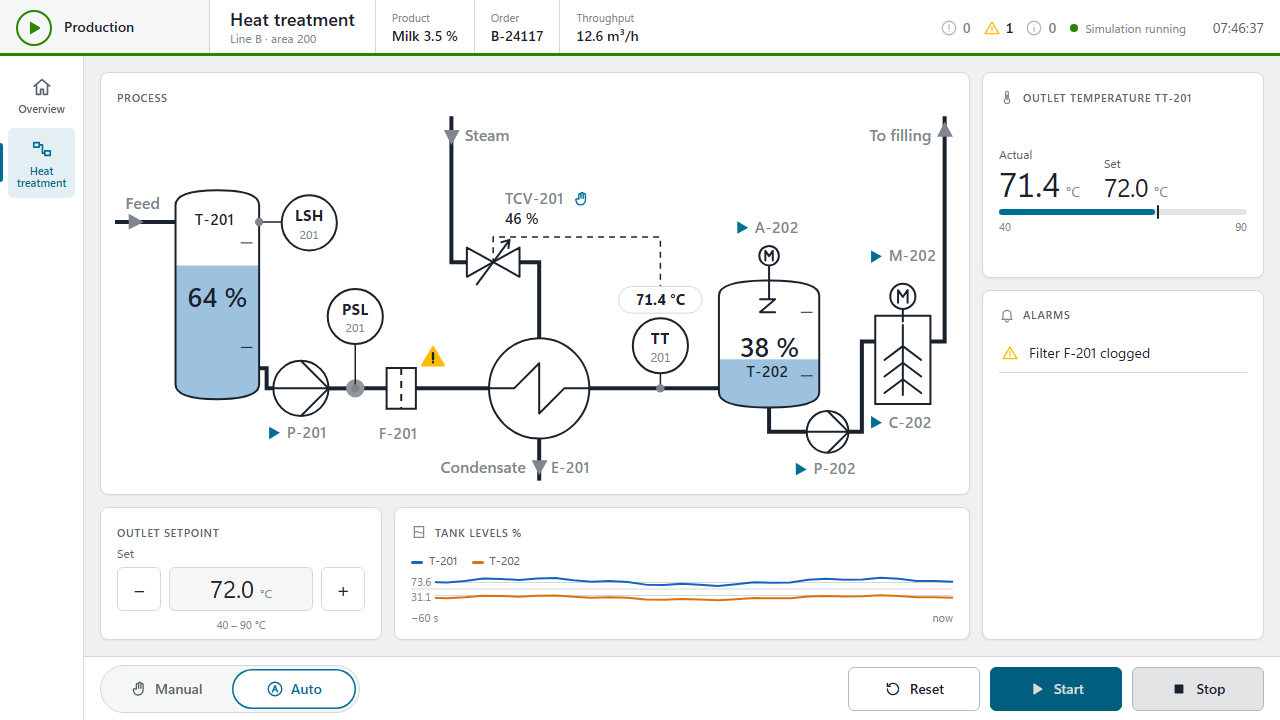 Production
Heat treatment
Line B · area 200
Product
Milk 3.5 %
Order
B-24117
Throughput
12.6 m³/h
0
1
0
Simulation running
07:46:37
Overview
Heat
treatment
PROCESS
Steam
To filling
Feed
T-201
LSH
201
TCV-201
46 %
A-202
M
M-202
M
64 %
PSL
201
71.4 °C
TT
201
38 %
T-202
P-201
F-201
C-202
Condensate
E-201
P-202
OUTLET TEMPERATURE TT-201
Actual
71.4 °C
Set
72.0 °C
40
90
ALARMS
Filter F-201 clogged
OUTLET SETPOINT
Set
−
72.0 °C
+
40 – 90 °C
TANK LEVELS %
T-201
T-202
73.6
31.1
−60 s
now
Manual
A Auto
Reset
Start
Stop